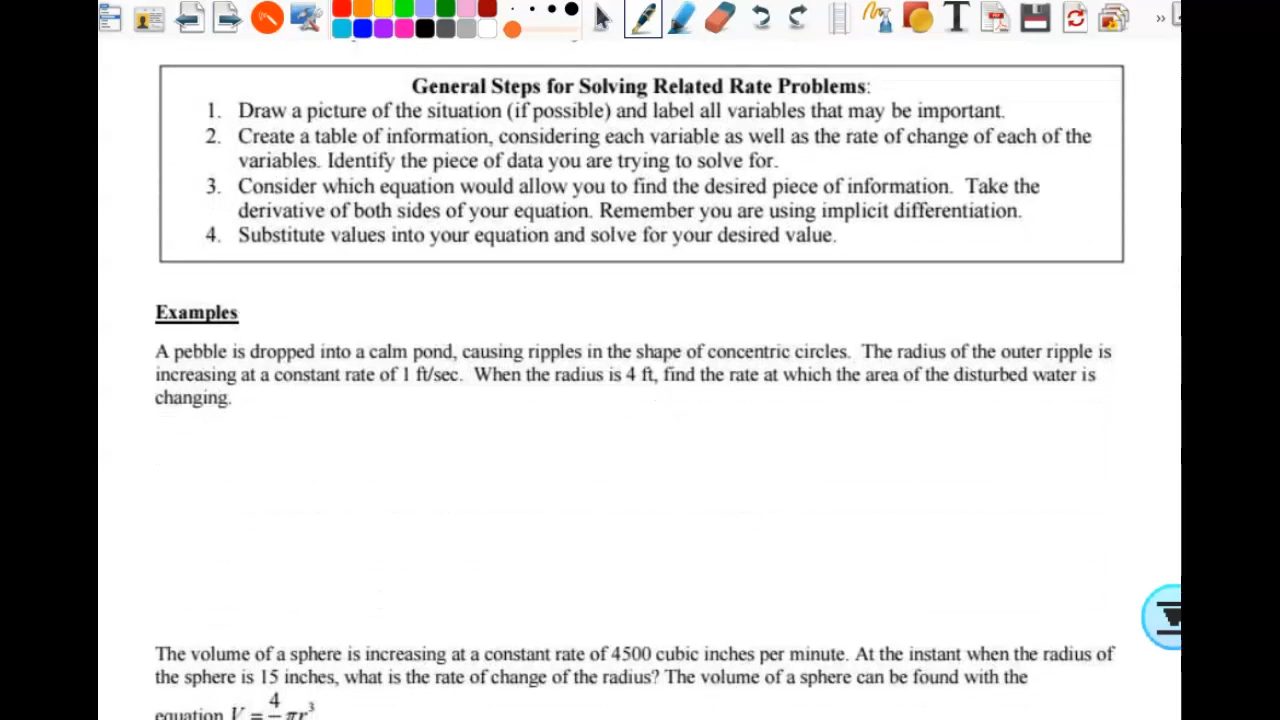 General Steps for Solving Related Rate Problems:
1. Draw a picture of the situation (if possible) and label all variables that may be important.
2. Create a table of information, considering each variable as well as the rate of change of each of the
variables. Identify the piece of data you are trying to solve for.
3. Consider which equation would allow you to find the desired piece of information. Take the
derivative of both sides of your equation. Remember you are using implicit differentiation.
4. Substitute values into your equation and solve for your desired value.
Examples
A pebble is dropped into a calm pond, causing ripples in the shape of concentric circles. The radius of the outer ripple is
increasing at a constant rate of 1 ft/sec. When the radius is 4 ft, find the rate at which the area of the disturbed water is
changing.
The volume of a sphere is increasing at a constant rate of 4500 cubic inches per minute. At the instant when the radius of
the sphere is 15 inches, what is the rate of change of the radius? The volume of a sphere can be found with the
equation V = 4 πr³